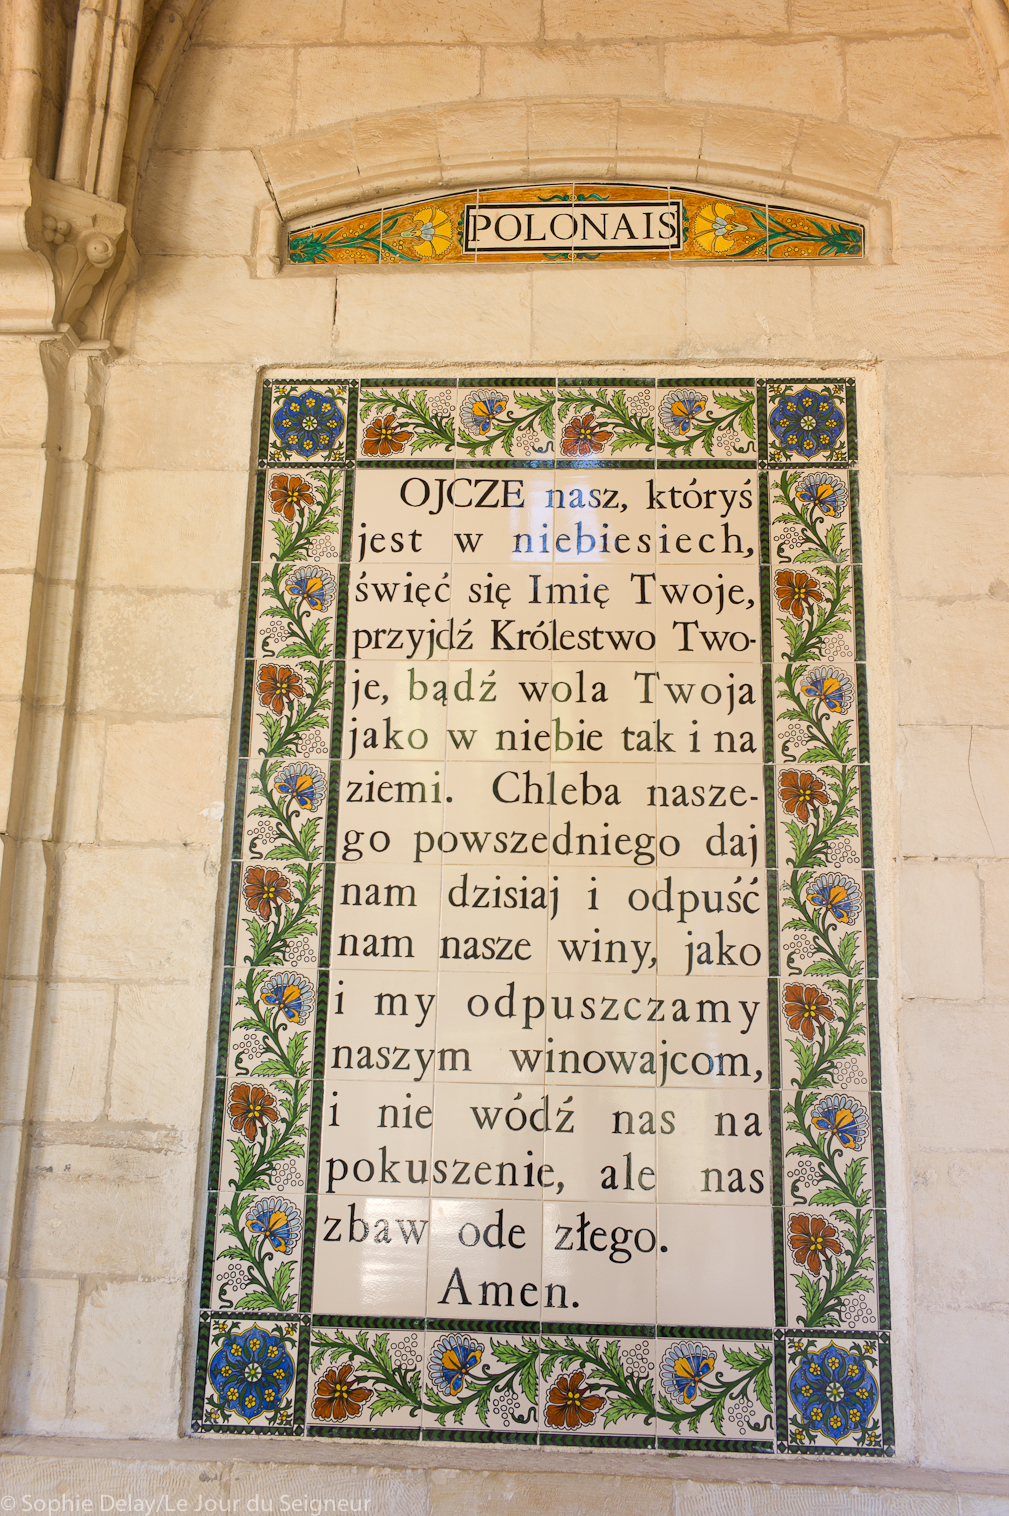 POLONAIS
OJCZE nasz, któryś
jest w niebiesiech,
święć się Imię Twoje,
przyjdź Królestwo Two-
je, bądź wola Twoja
jako w niebie tak i na
ziemi. Chleba nasze-
go powszedniego daj
nam dzisiaj i odpuść
nam nasze winy, jako
i my odpuszczamy
naszym winowajcom,
i nie wódź nas na
pokuszenie, ale nas
zbaw ode złego.
Amen.
© Sophie Delay/Le Jour du Seigneur